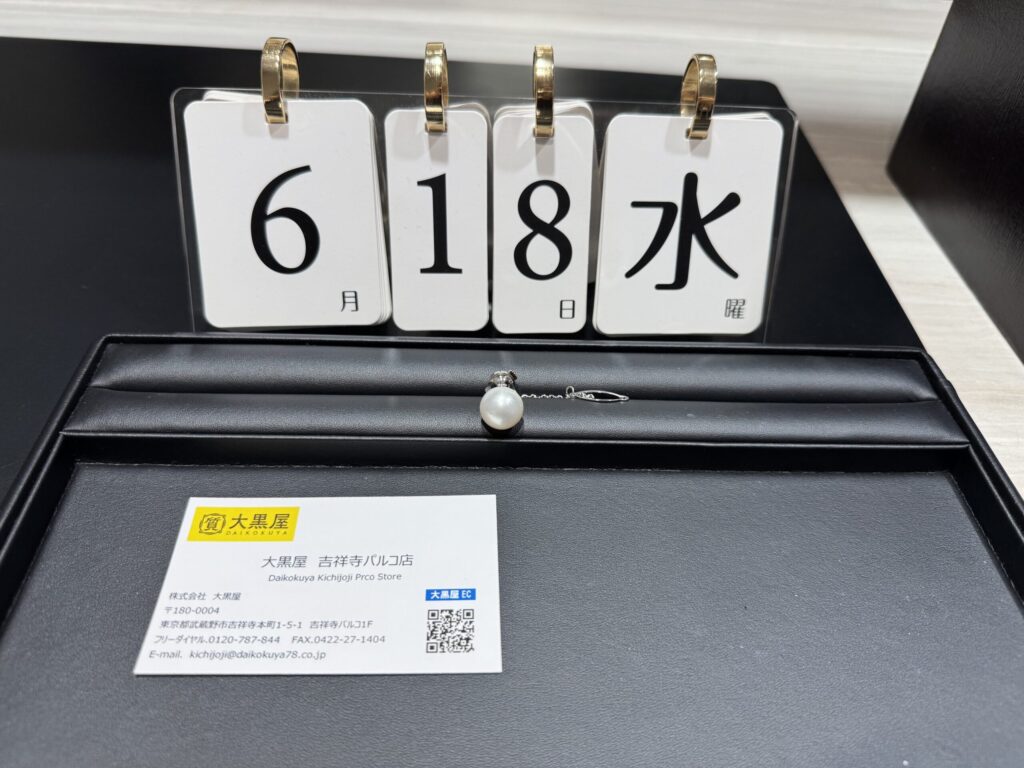 6 月
1
8 日
水 曜
質 大黒屋
DAIKOKUYA
大黒屋 吉祥寺パルコ店
Daikokuya Kichijoji Prco Store
株式会社 大黒屋
〒180-0004
東京都武蔵野市吉祥寺本町1-5-1 吉祥寺パルコ1F
フリーダイヤル.0120-787-844 FAX.0422-27-1404
E-mail. kichijoji@daikokuya78.co.jp
大黒屋 EC